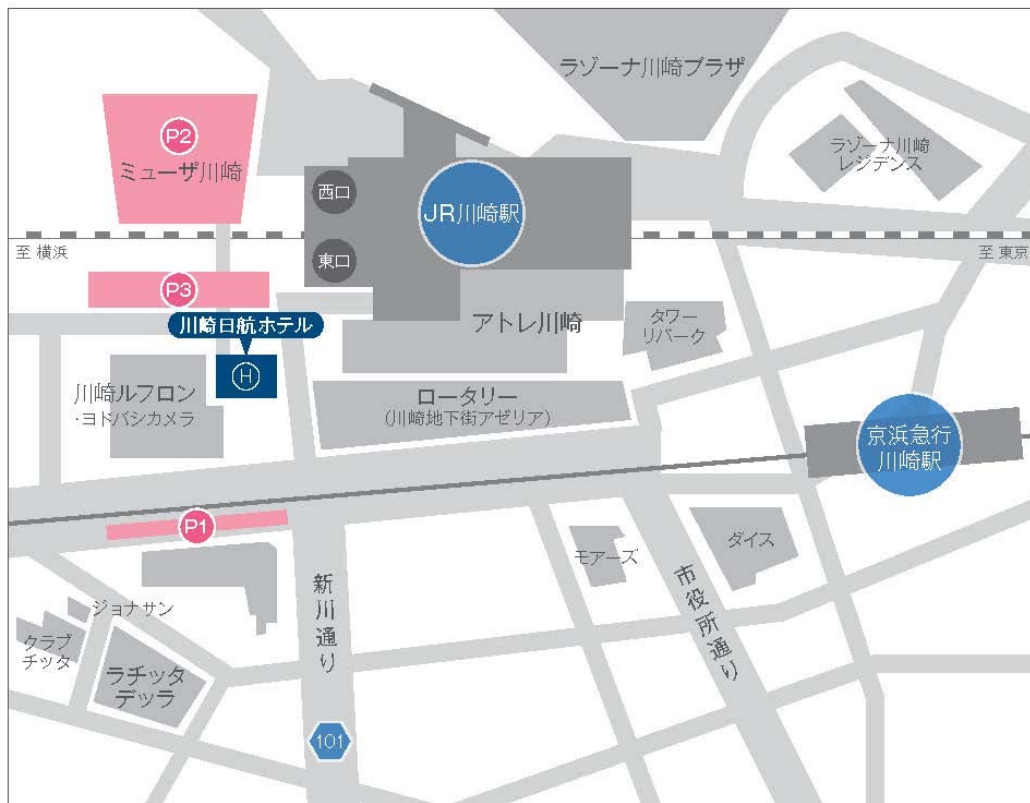 ラゾーナ川崎プラザ
P2
ミューザ川崎
ラゾーナ川崎
レジデンス
西口
JR川崎駅
東口
至 横浜
至 東京
P3
川崎日航ホテル
アトレ川崎
タワー
リバーク
H
川崎ルフロン
・ヨドバシカメラ
ロータリー
(川崎地下街アゼリア)
京浜急行
川崎駅
P1
モアーズ
ダイス
新川通り
市役所通り
ジョナサン
クラブ
チッタ
ラチッタ
デッラ
101